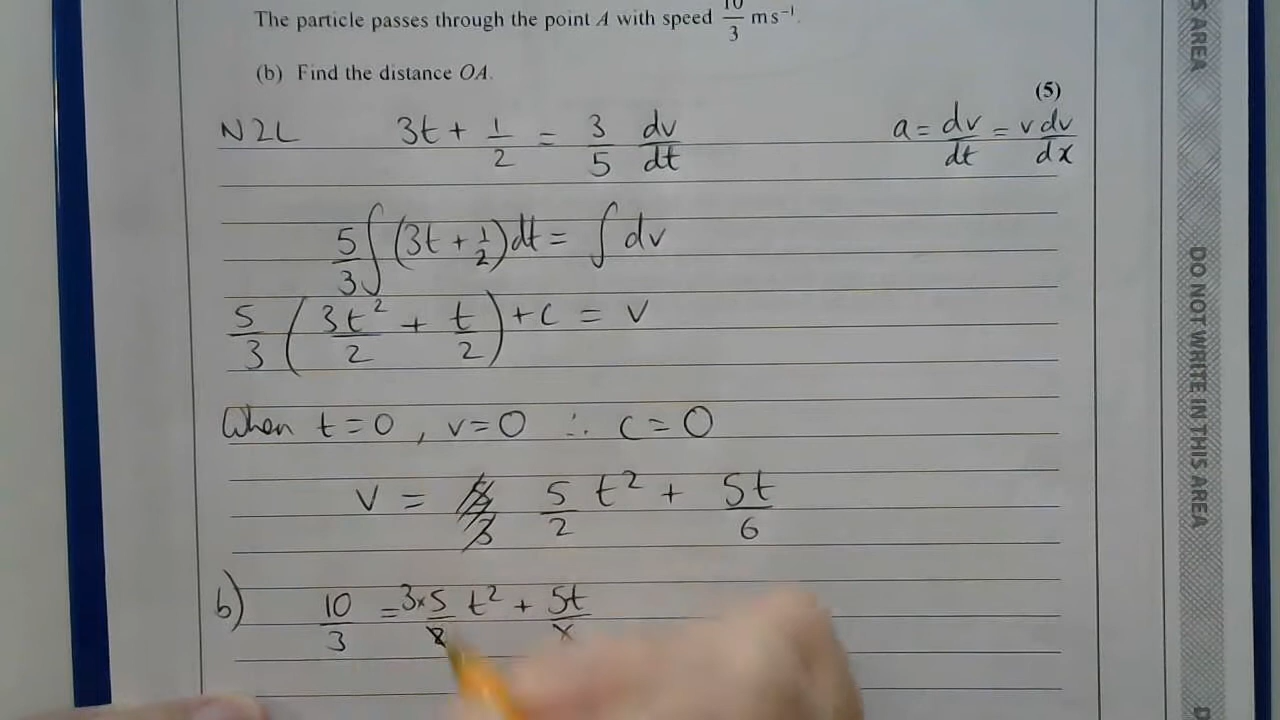 The particle passes through the point A with speed 10/3 m s⁻¹.
(b) Find the distance OA.
(5)
N2L 3t + 1/2 = 3/5 dv/dt
a = dv/dt = v dv/dx
5/3 ∫ (3t + 1/2) dt = ∫ dv
5/3 ( 3t²/2 + t/2 ) + c = v
When t = 0 , v = 0 ∴ c = 0
v = 5/2 t² + 5t/6
b) 10/3 = 3×5/2 t² + 5t
S AREA
DO NOT WRITE IN THIS AREA
D